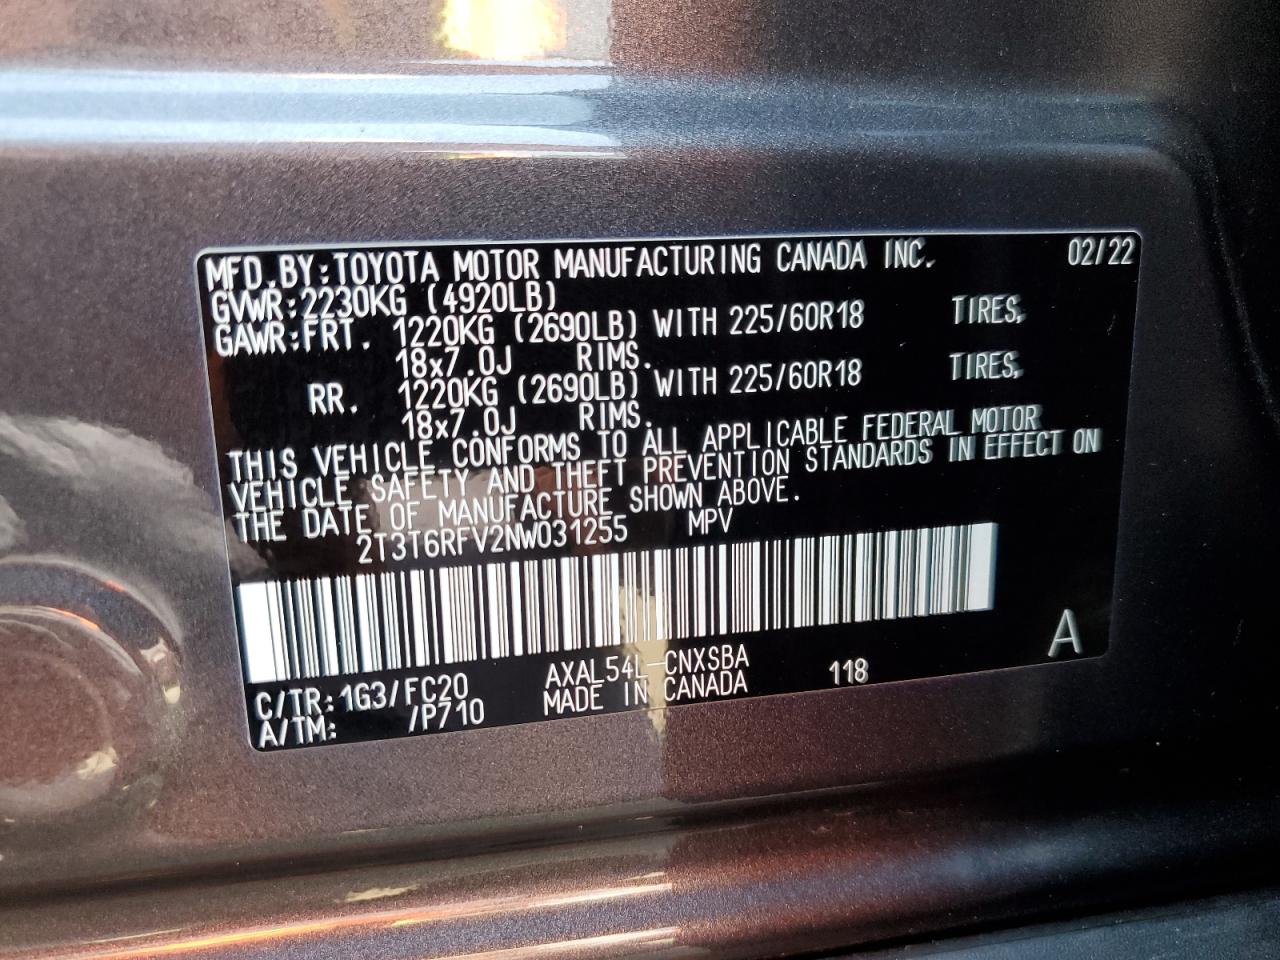 MFD.BY:TOYOTA MOTOR MANUFACTURING CANADA INC. 02/22
GVWR:2230KG (4920LB)
GAWR:FRT. 1220KG (2690LB) WITH 225/60R18 TIRES,
18x7.0J RIMS.
RR. 1220KG (2690LB) WITH 225/60R18 TIRES,
18x7.0J RIMS.
THIS VEHICLE CONFORMS TO ALL APPLICABLE FEDERAL MOTOR
VEHICLE SAFETY AND THEFT PREVENTION STANDARDS IN EFFECT ON
THE DATE OF MANUFACTURE SHOWN ABOVE.
2T3T6RFV2NW031255 MPV
A
C/TR:1G3/FC20 AXAL54L-CNXSBA 118
A/TM: /P710 MADE IN CANADA